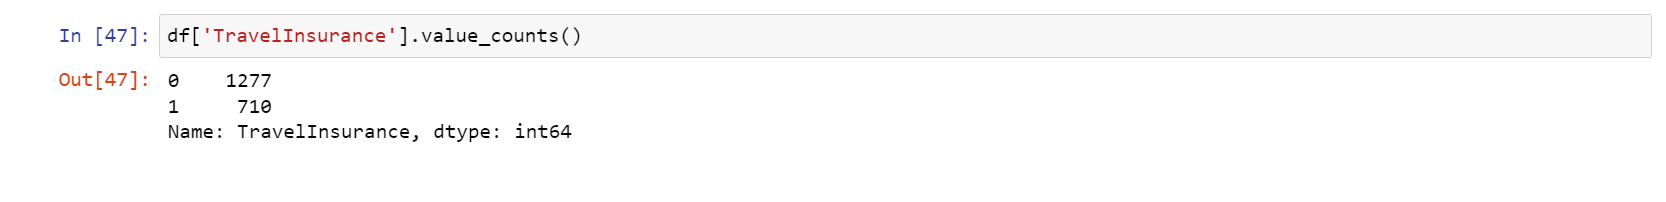 In [47]: df['TravelInsurance'].value_counts()
Out[47]: 0    1277
1     710
Name: TravelInsurance, dtype: int64